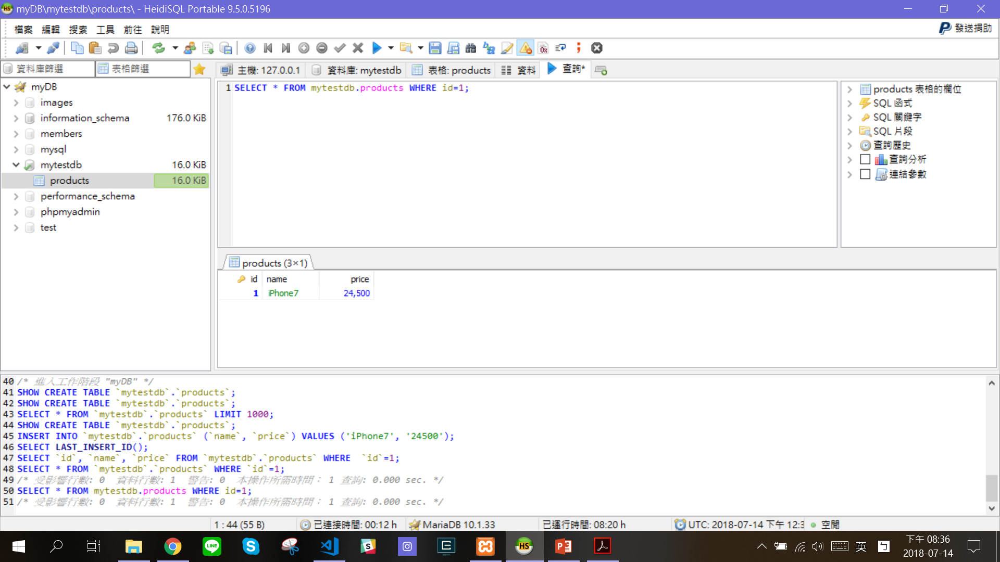 myDB\mytestdb\products\ - HeidiSQL Portable 9.5.0.5196
檔案 編輯 搜索 工具 前往 說明
發送捐助
資料庫篩選 表格篩選
主機: 127.0.0.1 資料庫: mytestdb 表格: products 資料 查詢*
myDB
images
information_schema 176.0 KiB
members
mysql
mytestdb 16.0 KiB
products 16.0 KiB
performance_schema
phpmyadmin
test
1 SELECT * FROM mytestdb.products WHERE id=1;
products 表格的欄位
SQL 函式
SQL 關鍵字
SQL 片段
查詢歷史
查詢分析
連結參數
products (3×1)
id name price
1 iPhone7 24,500
40 /* 進入工作階段 "myDB" */
41 SHOW CREATE TABLE `mytestdb`.`products`;
42 SHOW CREATE TABLE `mytestdb`.`products`;
43 SELECT * FROM `mytestdb`.`products` LIMIT 1000;
44 SHOW CREATE TABLE `mytestdb`.`products`;
45 INSERT INTO `mytestdb`.`products` (`name`, `price`) VALUES ('iPhone7', '24500');
46 SELECT LAST_INSERT_ID();
47 SELECT `id`, `name`, `price` FROM `mytestdb`.`products` WHERE  `id`=1;
48 SELECT * FROM `mytestdb`.`products` WHERE `id`=1;
49 /* 受影響行數: 0  資料行數: 1  警告: 0  本操作所需時間： 1 查詢: 0.000 sec. */
50 SELECT * FROM mytestdb.products WHERE id=1;
51 /* 受影響行數: 0  資料行數: 1  警告: 0  本操作所需時間： 1 查詢: 0.000 sec. */
1 : 44 (55 B) 已連接時間: 00:12 h MariaDB 10.1.33 已運行時間: 08:20 h UTC: 2018-07-14 下午 12:3 空閒
LINE
HS
英
下午 08:36
2018-07-14